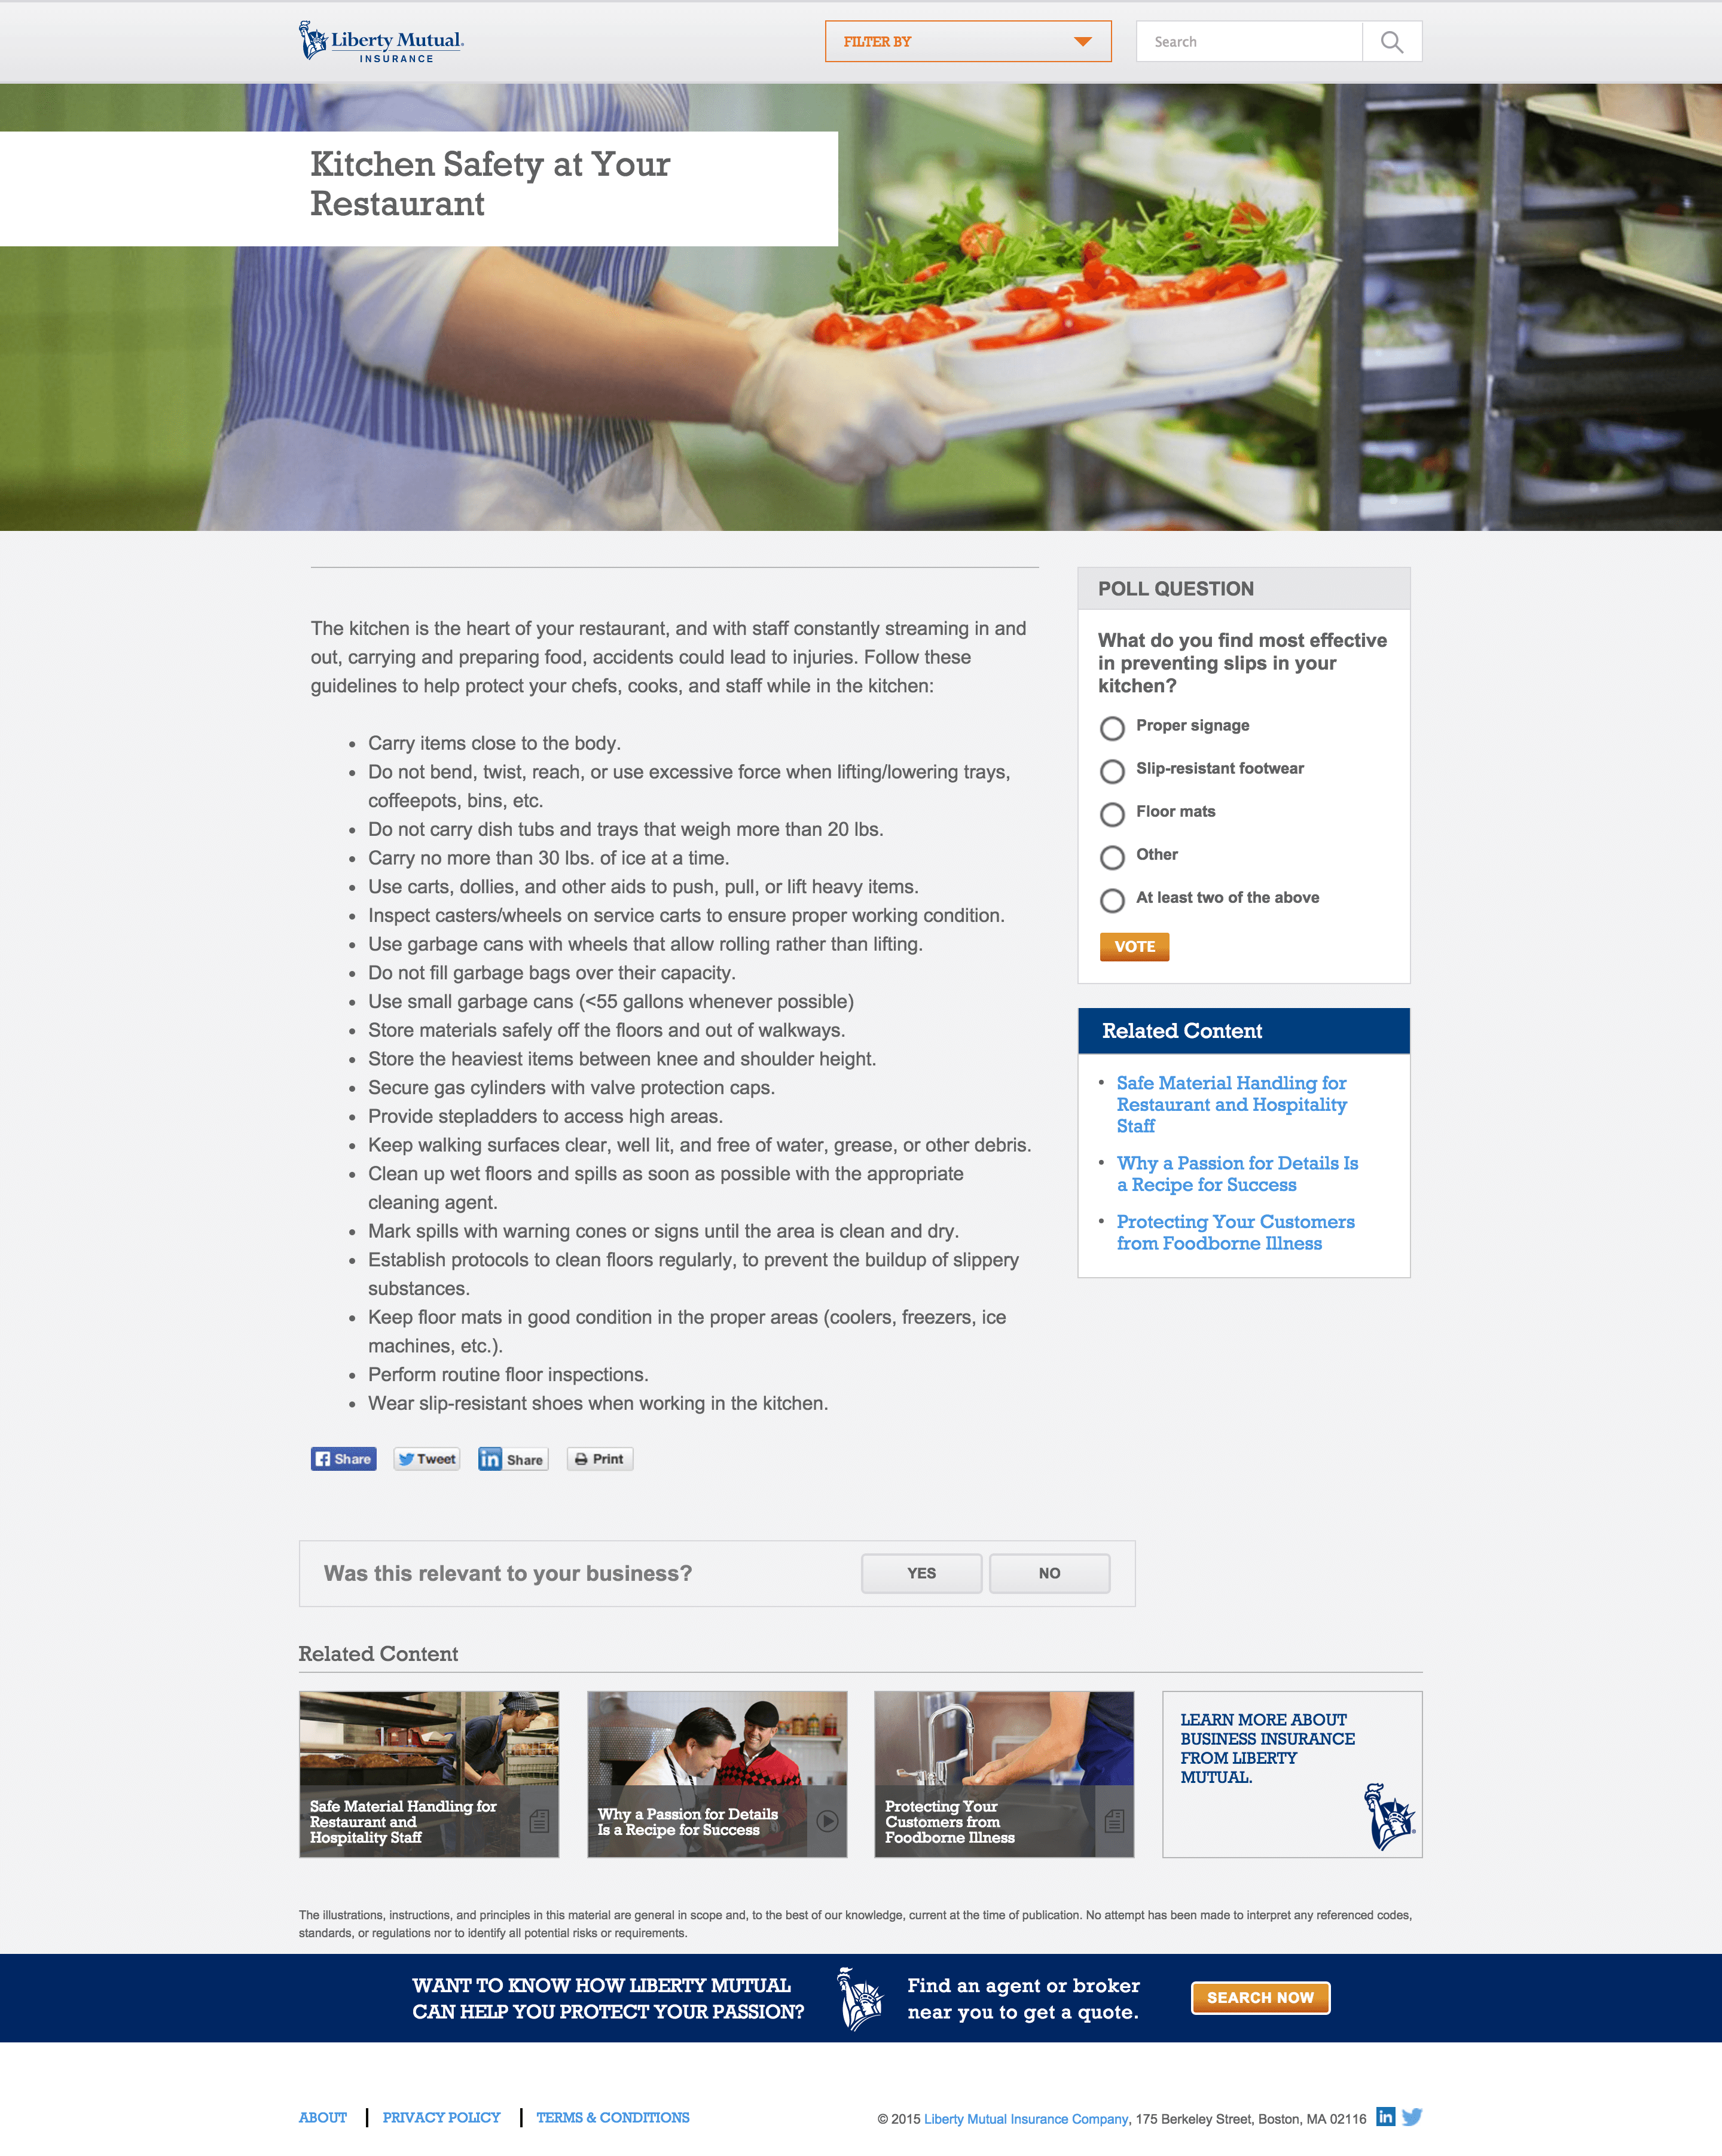 Liberty Mutual®
INSURANCE
FILTER BY
Search
Kitchen Safety at Your
Restaurant
The kitchen is the heart of your restaurant, and with staff constantly streaming in and
out, carrying and preparing food, accidents could lead to injuries. Follow these
guidelines to help protect your chefs, cooks, and staff while in the kitchen:
• Carry items close to the body.
• Do not bend, twist, reach, or use excessive force when lifting/lowering trays,
coffeepots, bins, etc.
• Do not carry dish tubs and trays that weigh more than 20 lbs.
• Carry no more than 30 lbs. of ice at a time.
• Use carts, dollies, and other aids to push, pull, or lift heavy items.
• Inspect casters/wheels on service carts to ensure proper working condition.
• Use garbage cans with wheels that allow rolling rather than lifting.
• Do not fill garbage bags over their capacity.
• Use small garbage cans (<55 gallons whenever possible)
• Store materials safely off the floors and out of walkways.
• Store the heaviest items between knee and shoulder height.
• Secure gas cylinders with valve protection caps.
• Provide stepladders to access high areas.
• Keep walking surfaces clear, well lit, and free of water, grease, or other debris.
• Clean up wet floors and spills as soon as possible with the appropriate
cleaning agent.
• Mark spills with warning cones or signs until the area is clean and dry.
• Establish protocols to clean floors regularly, to prevent the buildup of slippery
substances.
• Keep floor mats in good condition in the proper areas (coolers, freezers, ice
machines, etc.).
• Perform routine floor inspections.
• Wear slip-resistant shoes when working in the kitchen.
Share Tweet in Share Print
POLL QUESTION
What do you find most effective
in preventing slips in your
kitchen?
Proper signage
Slip-resistant footwear
Floor mats
Other
At least two of the above
VOTE
Related Content
• Safe Material Handling for
Restaurant and Hospitality
Staff
• Why a Passion for Details Is
a Recipe for Success
• Protecting Your Customers
from Foodborne Illness
Was this relevant to your business? YES NO
Related Content
Safe Material Handling for
Restaurant and
Hospitality Staff
Why a Passion for Details
Is a Recipe for Success
Protecting Your
Customers from
Foodborne Illness
LEARN MORE ABOUT
BUSINESS INSURANCE
FROM LIBERTY
MUTUAL.
The illustrations, instructions, and principles in this material are general in scope and, to the best of our knowledge, current at the time of publication. No attempt has been made to interpret any referenced codes,
standards, or regulations nor to identify all potential risks or requirements.
WANT TO KNOW HOW LIBERTY MUTUAL
CAN HELP YOU PROTECT YOUR PASSION?
Find an agent or broker
near you to get a quote.
SEARCH NOW
ABOUT | PRIVACY POLICY | TERMS & CONDITIONS
© 2015 Liberty Mutual Insurance Company, 175 Berkeley Street, Boston, MA 02116 in